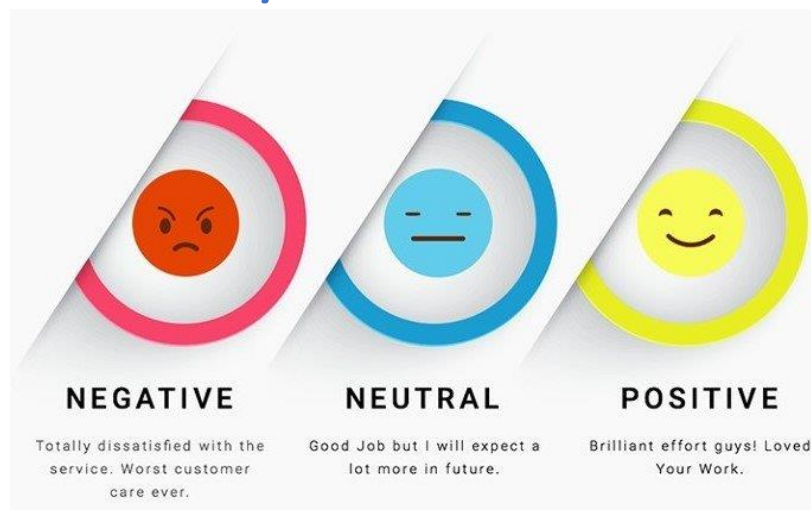 NEGATIVE
Totally dissatisfied with the
service. Worst customer
care ever.
NEUTRAL
Good Job but I will expect a
lot more in future.
POSITIVE
Brilliant effort guys! Loved
Your Work.